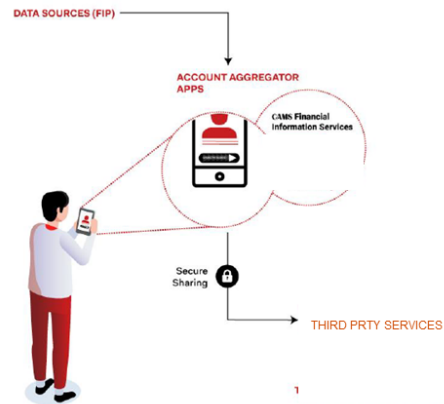 DATA SOURCES (FIP)
ACCOUNT AGGREGATOR
APPS
CAMS Financial
Information Services
Secure
Sharing
THIRD PRTY SERVICES
1